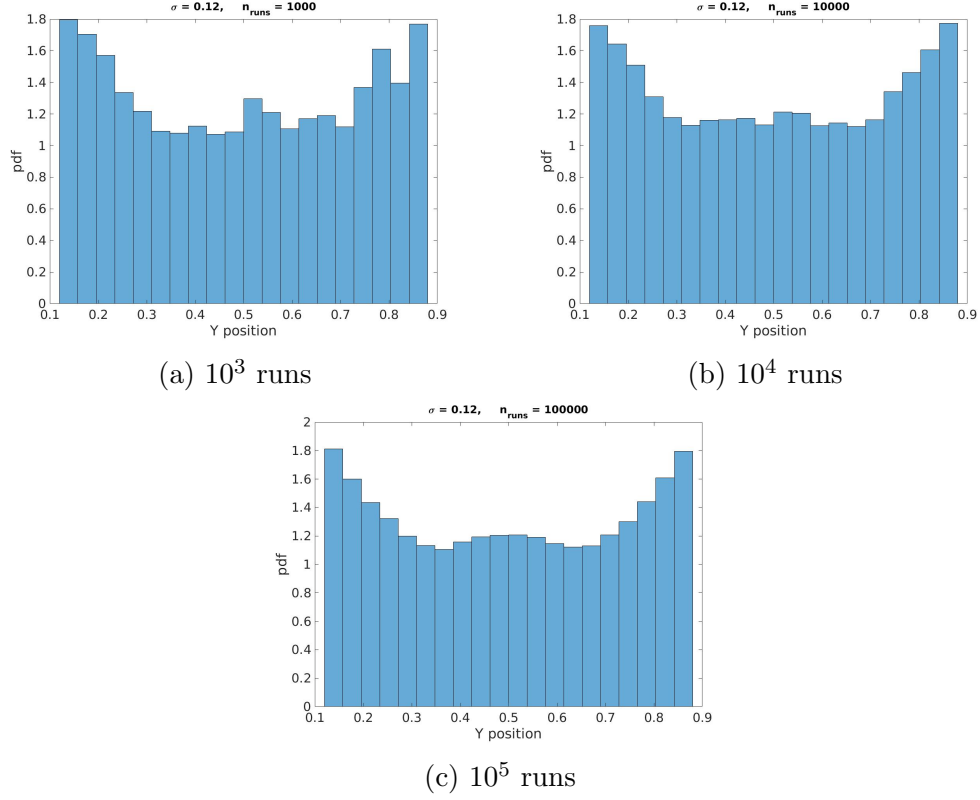 σ = 0.12, n_runs = 1000
1.8
1.6
1.4
1.2
1
0.8
0.6
0.4
0.2
0
pdf
0.1 0.2 0.3 0.4 0.5 0.6 0.7 0.8 0.9
Y position
(a) 10^3 runs
σ = 0.12, n_runs = 10000
1.8
1.6
1.4
1.2
1
0.8
0.6
0.4
0.2
0
pdf
0.1 0.2 0.3 0.4 0.5 0.6 0.7 0.8 0.9
Y position
(b) 10^4 runs
σ = 0.12, n_runs = 100000
2
1.8
1.6
1.4
1.2
1
0.8
0.6
0.4
0.2
0
pdf
0.1 0.2 0.3 0.4 0.5 0.6 0.7 0.8 0.9
Y position
(c) 10^5 runs